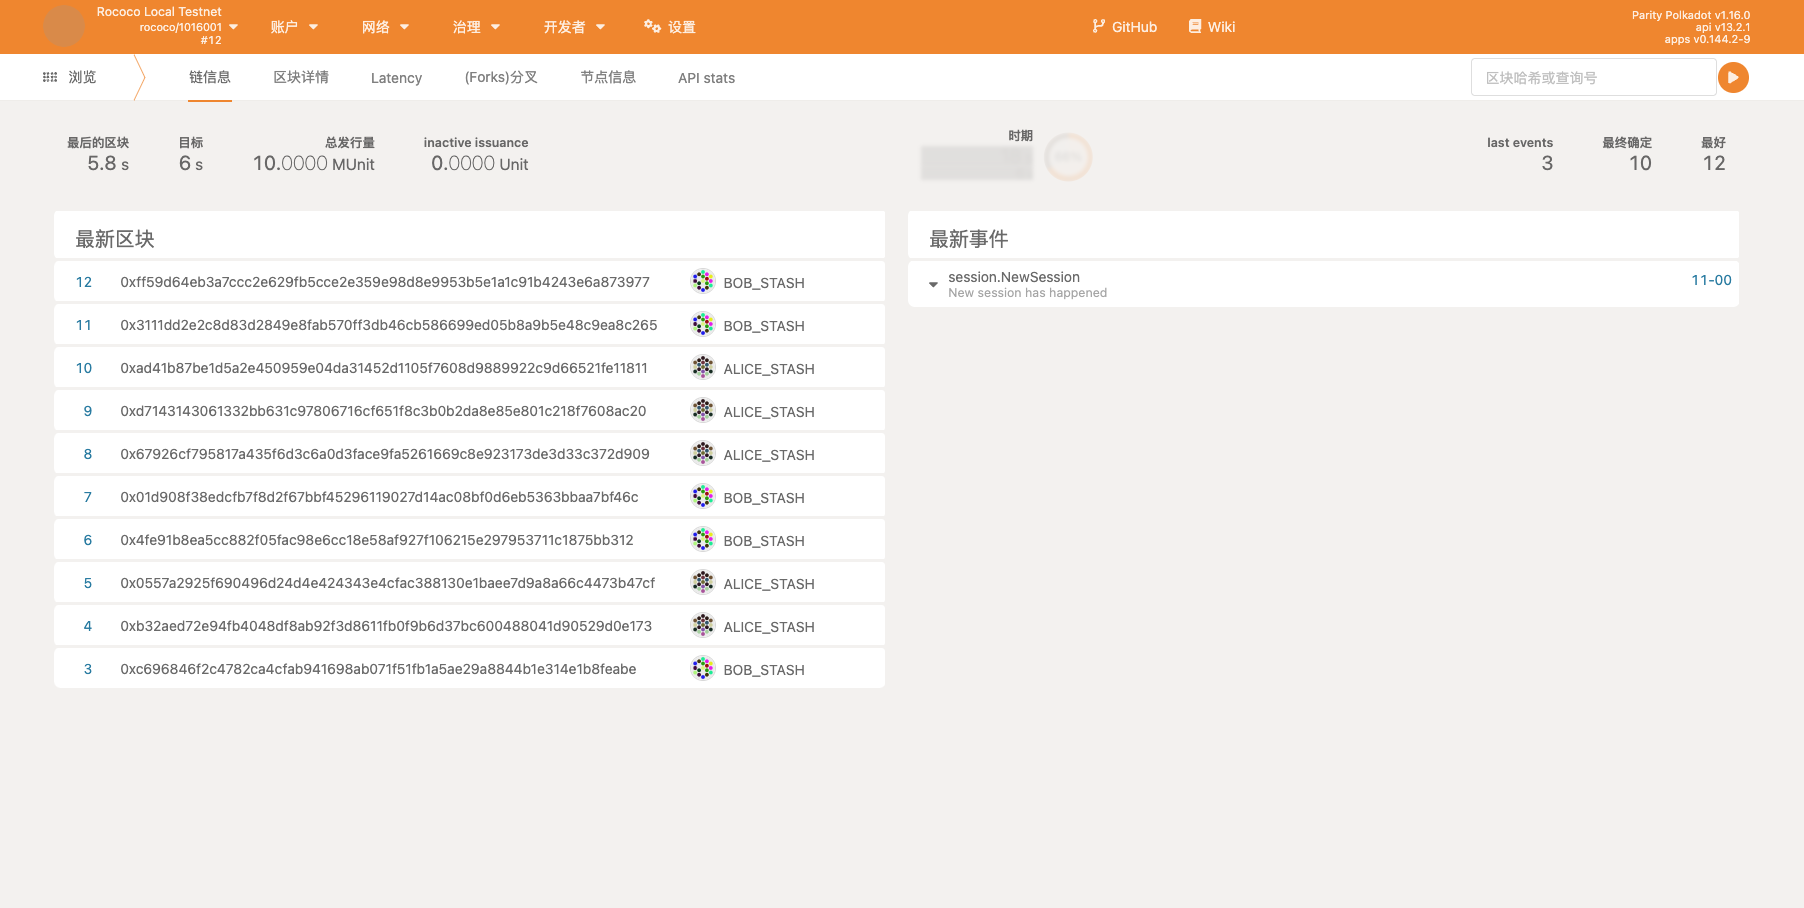 Rococo Local Testnet
rococo/1016001
#12
账户
网络
治理
开发者
设置
GitHub
Wiki
Parity Polkadot v1.16.0
api v13.2.1
apps v0.144.2-9
浏览
链信息
区块详情
Latency
(Forks)分叉
节点信息
API stats
区块哈希或查询号
最后的区块
5.8 s
目标
6 s
总发行量
10.0000 MUnit
inactive issuance
0.0000 Unit
时期
last events
3
最终确定
10
最好
12
最新区块
12 0xff59d64eb3a7ccc2e629fb5cce2e359e98d8e9953b5e1a1c91b4243e6a873977 BOB_STASH
11 0x3111dd2e2c8d83d2849e8fab570ff3db46cb586699ed05b8a9b5e48c9ea8c265 BOB_STASH
10 0xad41b87be1d5a2e450959e04da31452d1105f7608d9889922c9d66521fe11811 ALICE_STASH
9 0xd7143143061332bb631c97806716cf651f8c3b0b2da8e85e801c218f7608ac20 ALICE_STASH
8 0x67926cf795817a435f6d3c6a0d3face9fa5261669c8e923173de3d33c372d909 ALICE_STASH
7 0x01d908f38edcfb7f8d2f67bbf45296119027d14ac08bf0d6eb5363bbaa7bf46c BOB_STASH
6 0x4fe91b8ea5cc882f05fac98e6cc18e58af927f106215e297953711c1875bb312 BOB_STASH
5 0x0557a2925f690496d24d4e424343e4cfac388130e1baee7d9a8a66c4473b47cf ALICE_STASH
4 0xb32aed72e94fb4048df8ab92f3d8611fb0f9b6d37bc600488041d90529d0e173 ALICE_STASH
3 0xc696846f2c4782ca4cfab941698ab071f51fb1a5ae29a8844b1e314e1b8feabe BOB_STASH
最新事件
session.NewSession
New session has happened
11-00